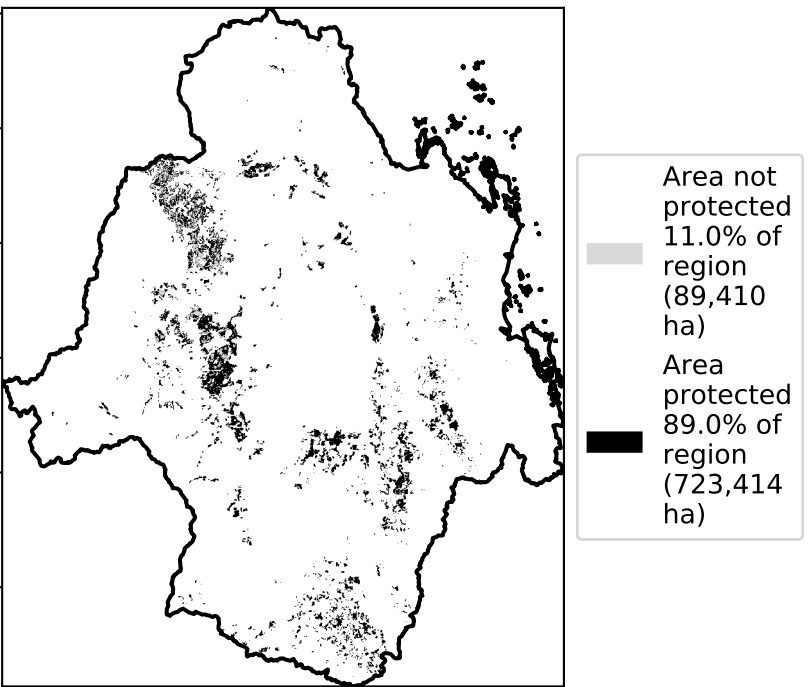 Area not
protected
11.0% of
region
(89,410
ha)
Area
protected
89.0% of
region
(723,414
ha)